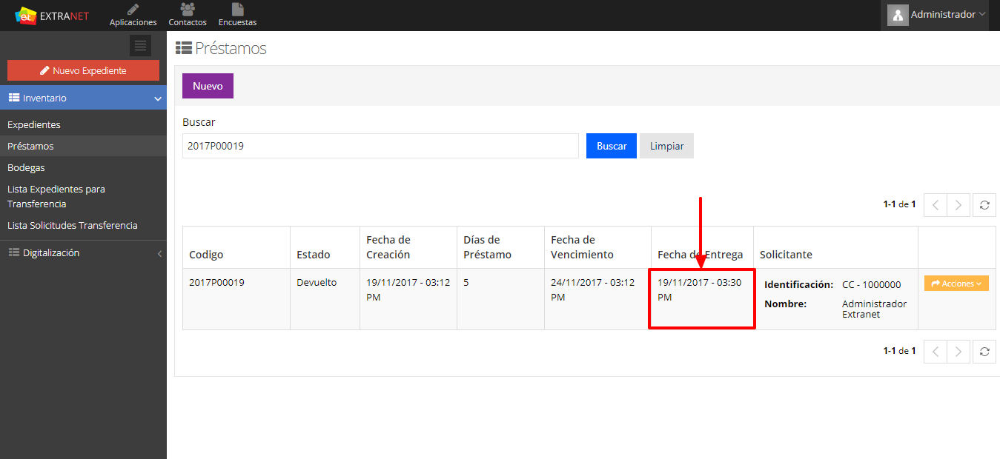 et EXTRANET
Aplicaciones
Contactos
Encuestas
Administrador
Nuevo Expediente
Inventario
Expedientes
Préstamos
Bodegas
Lista Expedientes para
Transferencia
Lista Solicitudes Transferencia
Digitalización
Préstamos
Nuevo
Buscar
2017P00019
Buscar
Limpiar
1-1 de 1
Codigo
Estado
Fecha de
Creación
Días de
Préstamo
Fecha de
Vencimiento
Fecha de Entrega
Solicitante
2017P00019
Devuelto
19/11/2017 - 03:12
PM
5
24/11/2017 - 03:12
PM
19/11/2017 - 03:30
PM
Identificación: CC - 1000000
Nombre: Administrador
Extranet
Acciones
1-1 de 1